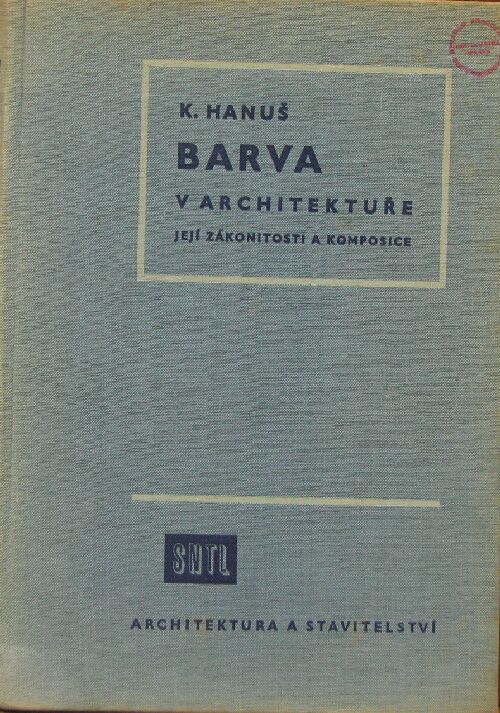 K. HANUŠ
BARVA
V ARCHITEKTUŘE
JEJÍ ZÁKONITOSTI A KOMPOSICE
SNTL
ARCHITEKTURA A STAVITELSTVÍ